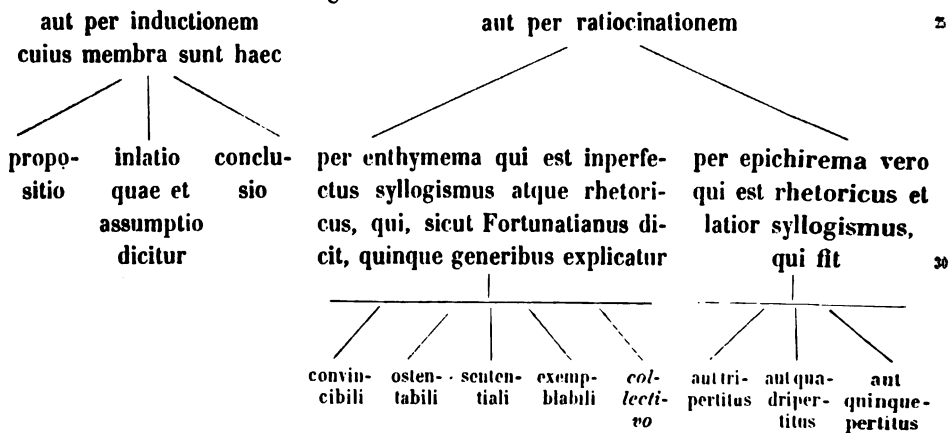 aut per inductionem
cuius membra sunt haec
aut per ratiocinationem
25
propo-
sitio
inlatio
quae et
assumptio
dicitur
conclu-
sio
per enthymema qui est inperfe-
ctus syllogismus atque rhetori-
cus, qui, sicut Fortunatianus di-
cit, quinque generibus explicatur
per epichirema vero
qui est rhetoricus et
latior syllogismus,
qui fit
30
convin-
cibili
osten-
tabili
senten-
tiali
exemp-
blabili
col-
lecti-
vo
aut tri-
pertitus
aut qua-
driper-
titus
aut
quinque-
pertitus